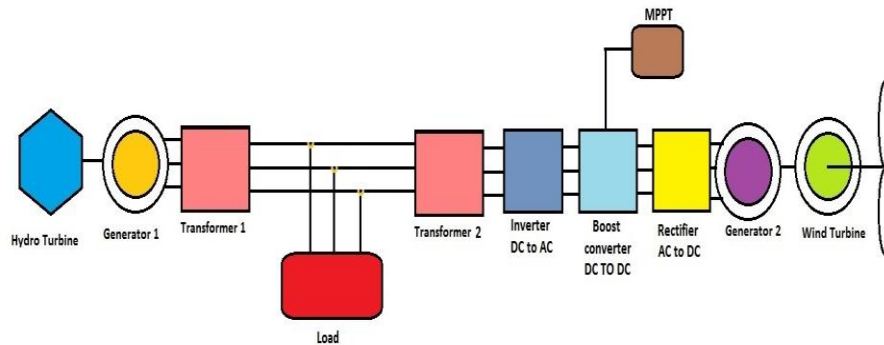 MPPT
Hydro Turbine
Generator 1
Transformer 1
Load
Transformer 2
Inverter
DC to AC
Boost
converter
DC TO DC
Rectifier
AC to DC
Generator 2
Wind Turbine